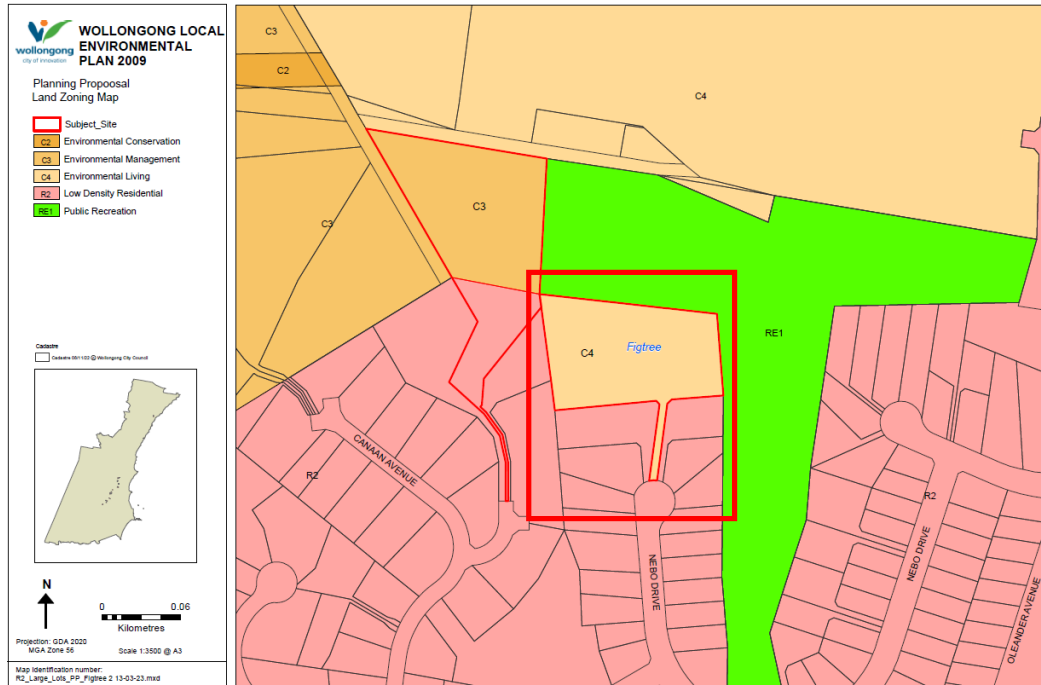 wollongong
city of innovation
WOLLONGONG LOCAL
ENVIRONMENTAL
PLAN 2009
Planning Propoosal
Land Zoning Map
Subject_Site
C2 Environmental Conservation
C3 Environmental Management
C4 Environmental Living
R2 Low Density Residential
RE1 Public Recreation
Cadastre
Cadastre 09/11/22 @ Wollongong City Council
N
0 0.06
Kilometres
Projection: GDA 2020
MGA Zone 56
Scale 1:3500 @ A3
Map Identification number:
R2_Large_Lots_PP_Figtree 2 13-03-23.mxd
C3
C2
C4
C3
C3
RE1
C4
Figtree
CANAAN AVENUE
R2
NEBO DRIVE
R2
NEBO DRIVE
OLEANDER AVENUE